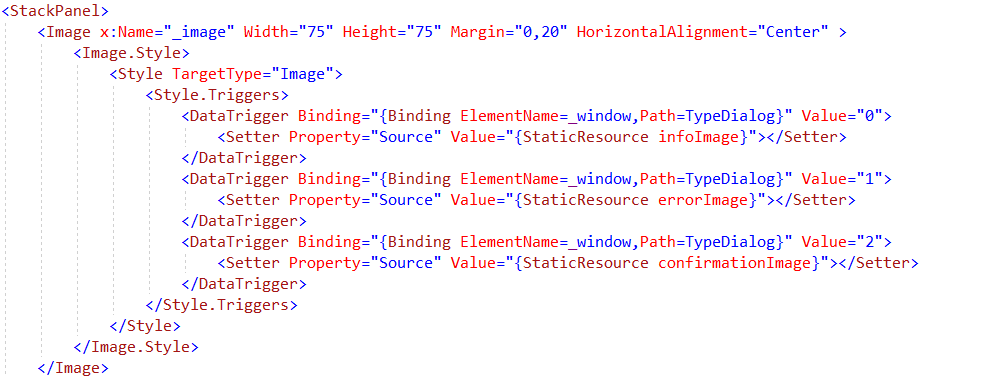 <StackPanel>
    <Image x:Name="_image" Width="75" Height="75" Margin="0,20" HorizontalAlignment="Center" >
        <Image.Style>
            <Style TargetType="Image">
                <Style.Triggers>
                    <DataTrigger Binding="{Binding ElementName=_window,Path=TypeDialog}" Value="0">
                        <Setter Property="Source" Value="{StaticResource infoImage}"></Setter>
                    </DataTrigger>
                    <DataTrigger Binding="{Binding ElementName=_window,Path=TypeDialog}" Value="1">
                        <Setter Property="Source" Value="{StaticResource errorImage}"></Setter>
                    </DataTrigger>
                    <DataTrigger Binding="{Binding ElementName=_window,Path=TypeDialog}" Value="2">
                        <Setter Property="Source" Value="{StaticResource confirmationImage}"></Setter>
                    </DataTrigger>
                </Style.Triggers>
            </Style>
        </Image.Style>
    </Image>